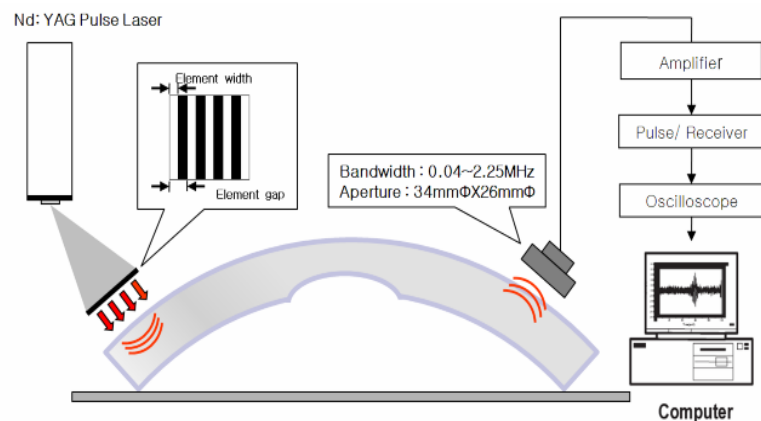 Nd: YAG Pulse Laser
Element width
Element gap
Bandwidth : 0.04~2.25MHz
Aperture : 34mmΦX26mmΦ
Amplifier
Pulse/ Receiver
Oscilloscope
Computer